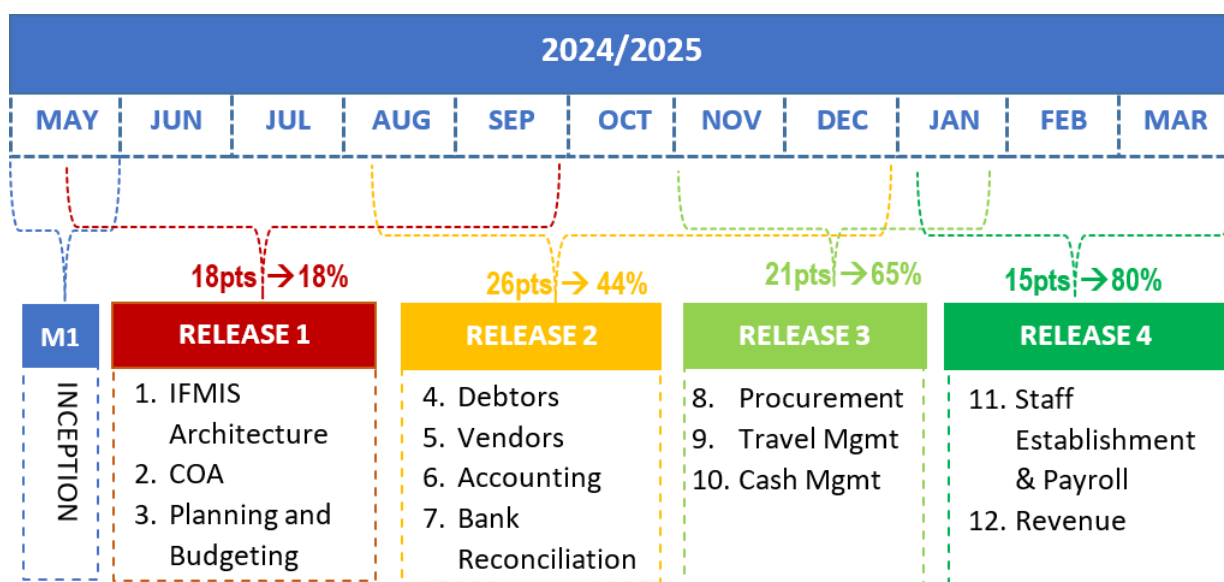 2024/2025
MAY JUN JUL AUG SEP OCT NOV DEC JAN FEB MAR
18pts → 18%
26pts → 44%
21pts → 65%
15pts → 80%
M1
INCEPTION
RELEASE 1
1. IFMIS
Architecture
2. COA
3. Planning and
Budgeting
RELEASE 2
4. Debtors
5. Vendors
6. Accounting
7. Bank
Reconciliation
RELEASE 3
8. Procurement
9. Travel Mgmt
10. Cash Mgmt
RELEASE 4
11. Staff
Establishment
& Payroll
12. Revenue